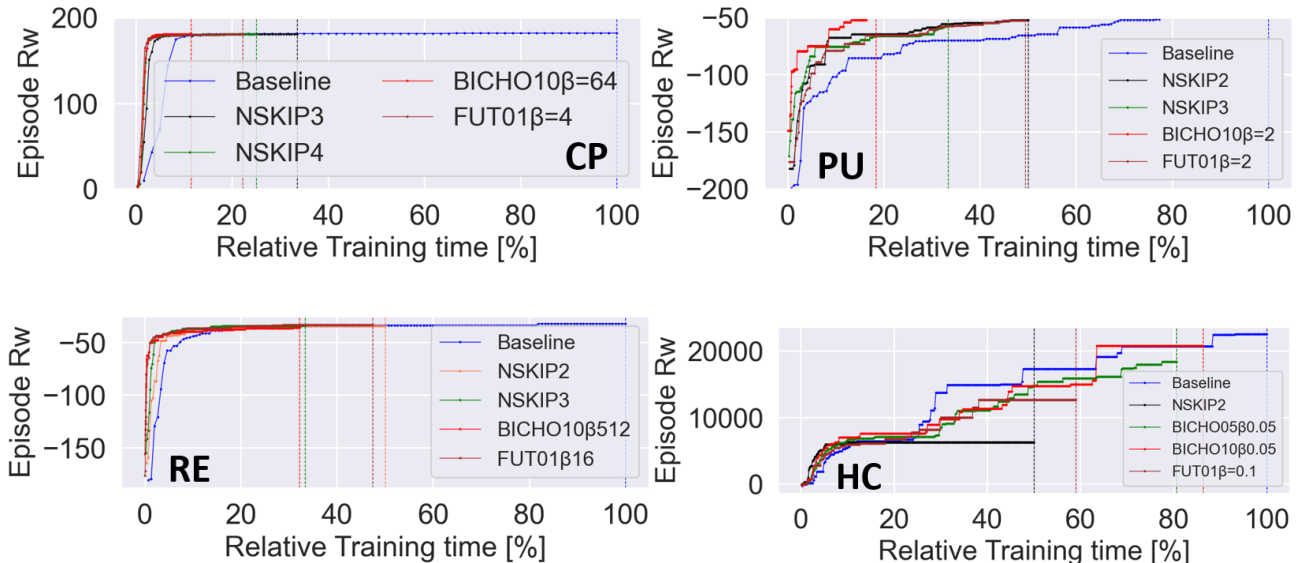 200
100
0
Episode Rw
Baseline
NSKIP3
NSKIP4
BICHO10β=64
FUT01β=4
CP
0 20 40 60 80 100
Relative Training time [%]
−50
−100
−150
−200
Episode Rw
Baseline
NSKIP2
NSKIP3
BICHO10β=2
FUT01β=2
PU
0 20 40 60 80 100
Relative Training time [%]
−50
−100
−150
Episode Rw
Baseline
NSKIP2
NSKIP3
BICHO10β512
FUT01β16
RE
0 20 40 60 80 100
Relative Training time [%]
20000
10000
0
Episode Rw
Baseline
NSKIP2
BICHO05β0.05
BICHO10β0.05
FUT01β=0.1
HC
0 20 40 60 80 100
Relative Training time [%]